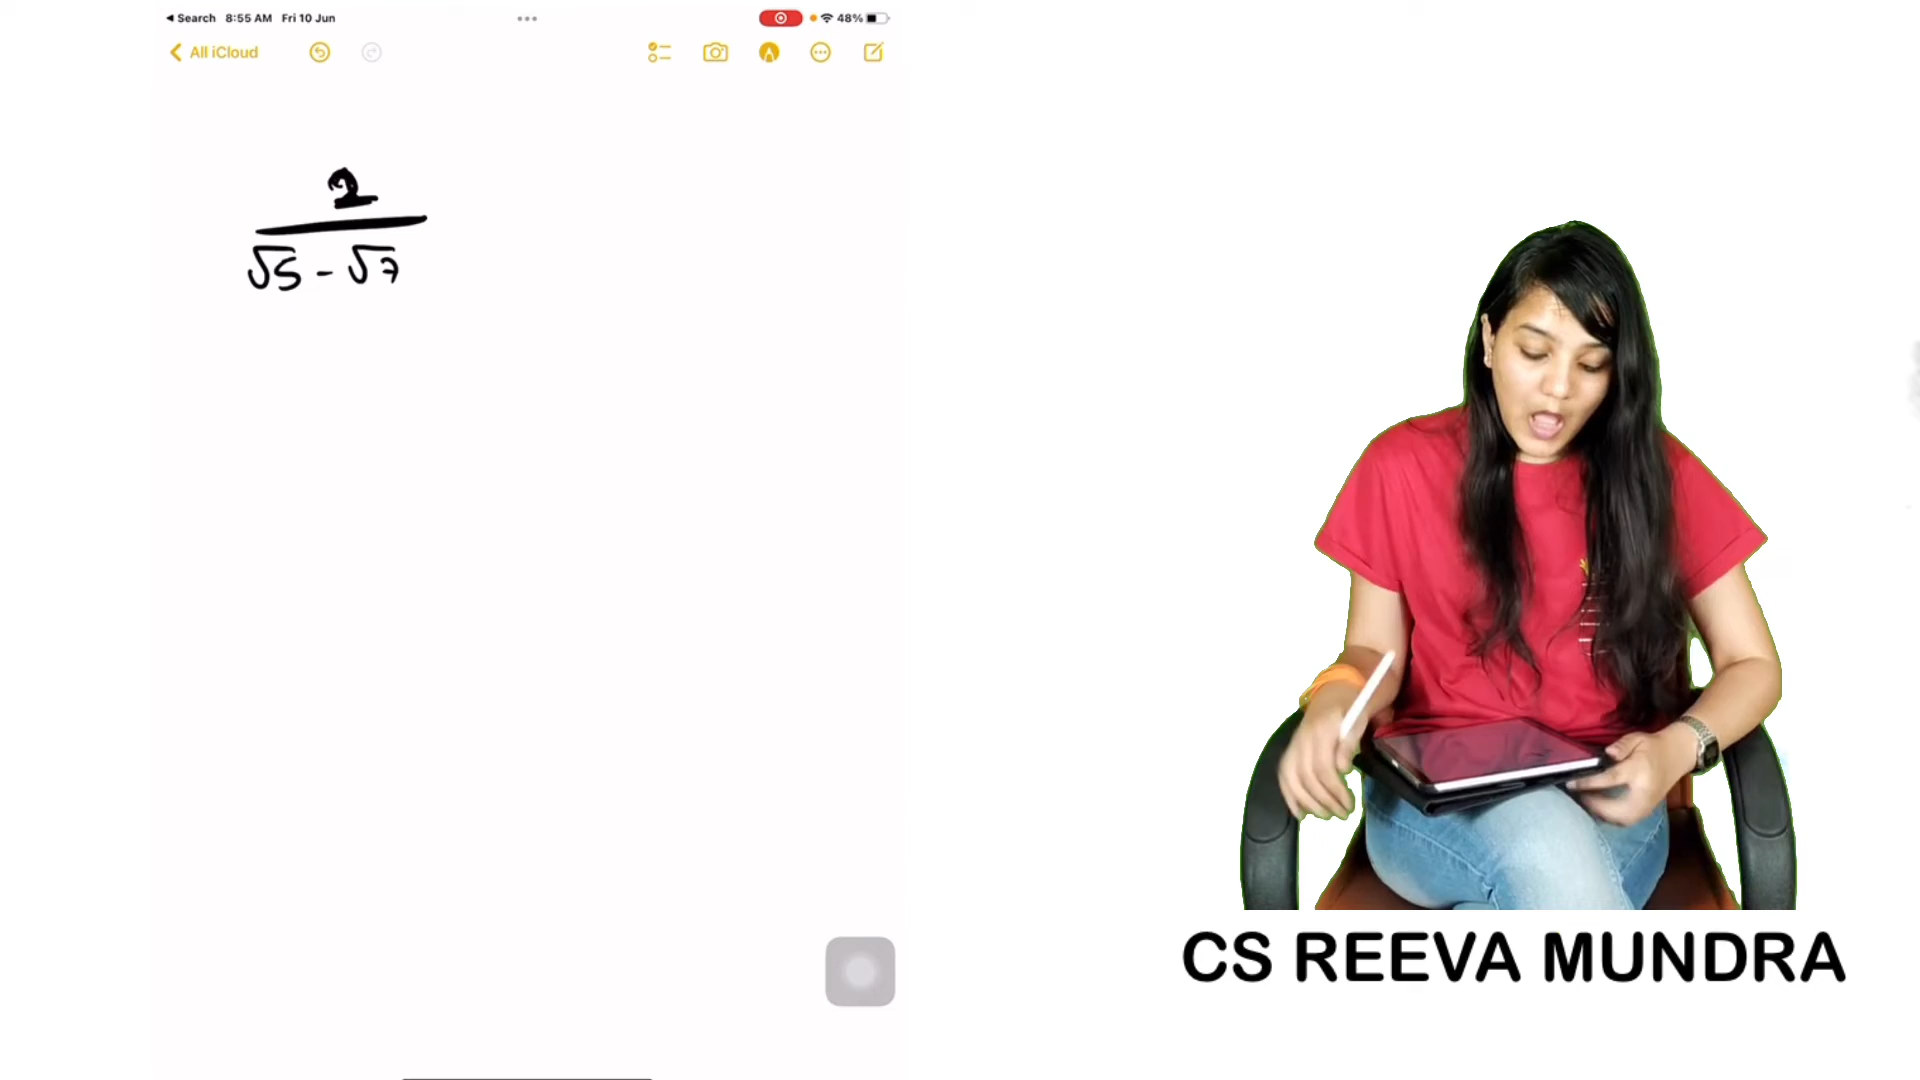 Search 8:55 AM Fri 10 Jun
48%
All iCloud
2
√5 - √7
CS REEVA MUNDRA